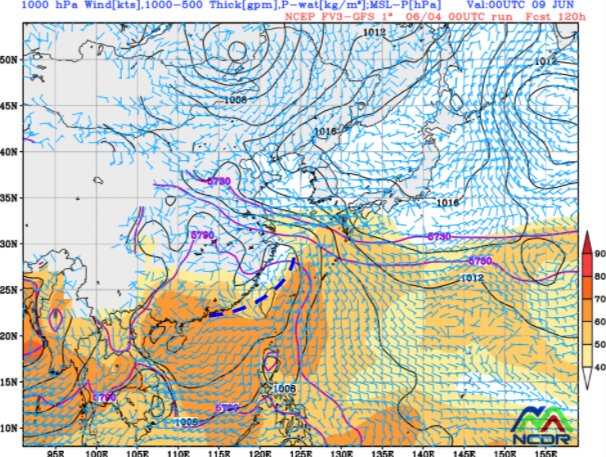 1000 hPa Wind[kts],1000-500 Thick[gpm],P-wat[kg/m²];MSL-P[hPa] Val:00UTC 09 JUN
NCEP FV3-GFS 1° 06/04 00UTC run Fcst 120h
50N
1012
1012
45N
1008
1016
40N
5730
35N
1016
30N
5790
5730
5760
1012
25N
20N
15N
5790
1008
5790
1008
10N
90
80
70
60
50
40
NCDR
95E 100E 105E 110E 115E 120E 125E 130E 135E 140E 145E 150E 155E